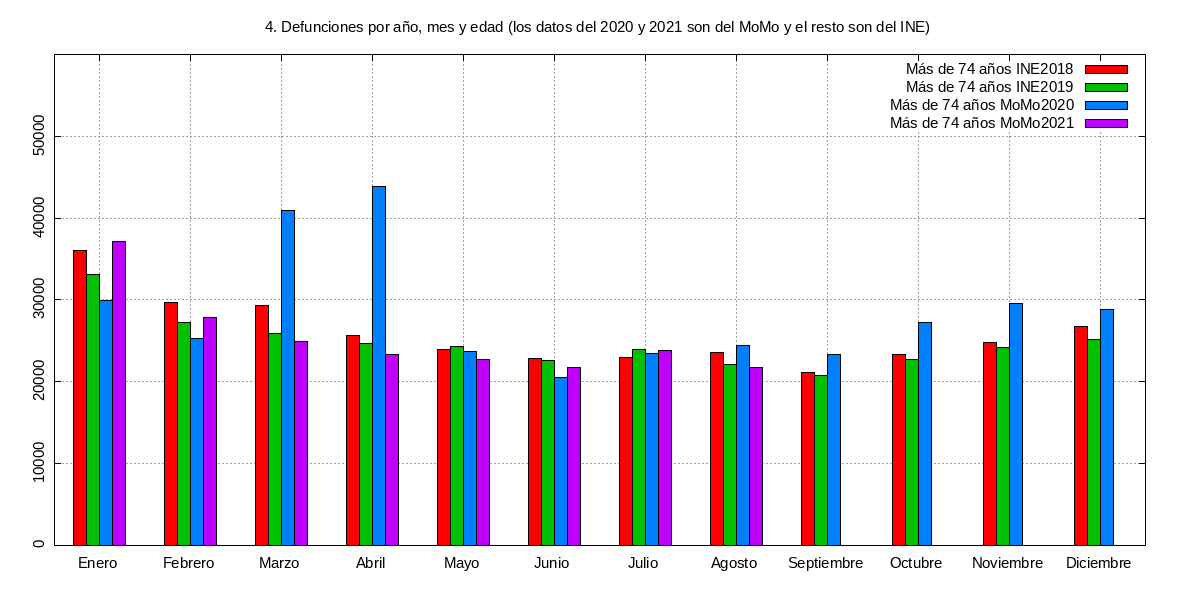 4. Defunciones por año, mes y edad (los datos del 2020 y 2021 son del MoMo y el resto son del INE)
Más de 74 años INE2018
Más de 74 años INE2019
Más de 74 años MoMo2020
Más de 74 años MoMo2021
50000
40000
30000
20000
10000
0
Enero Febrero Marzo Abril Mayo Junio Julio Agosto Septiembre Octubre Noviembre Diciembre